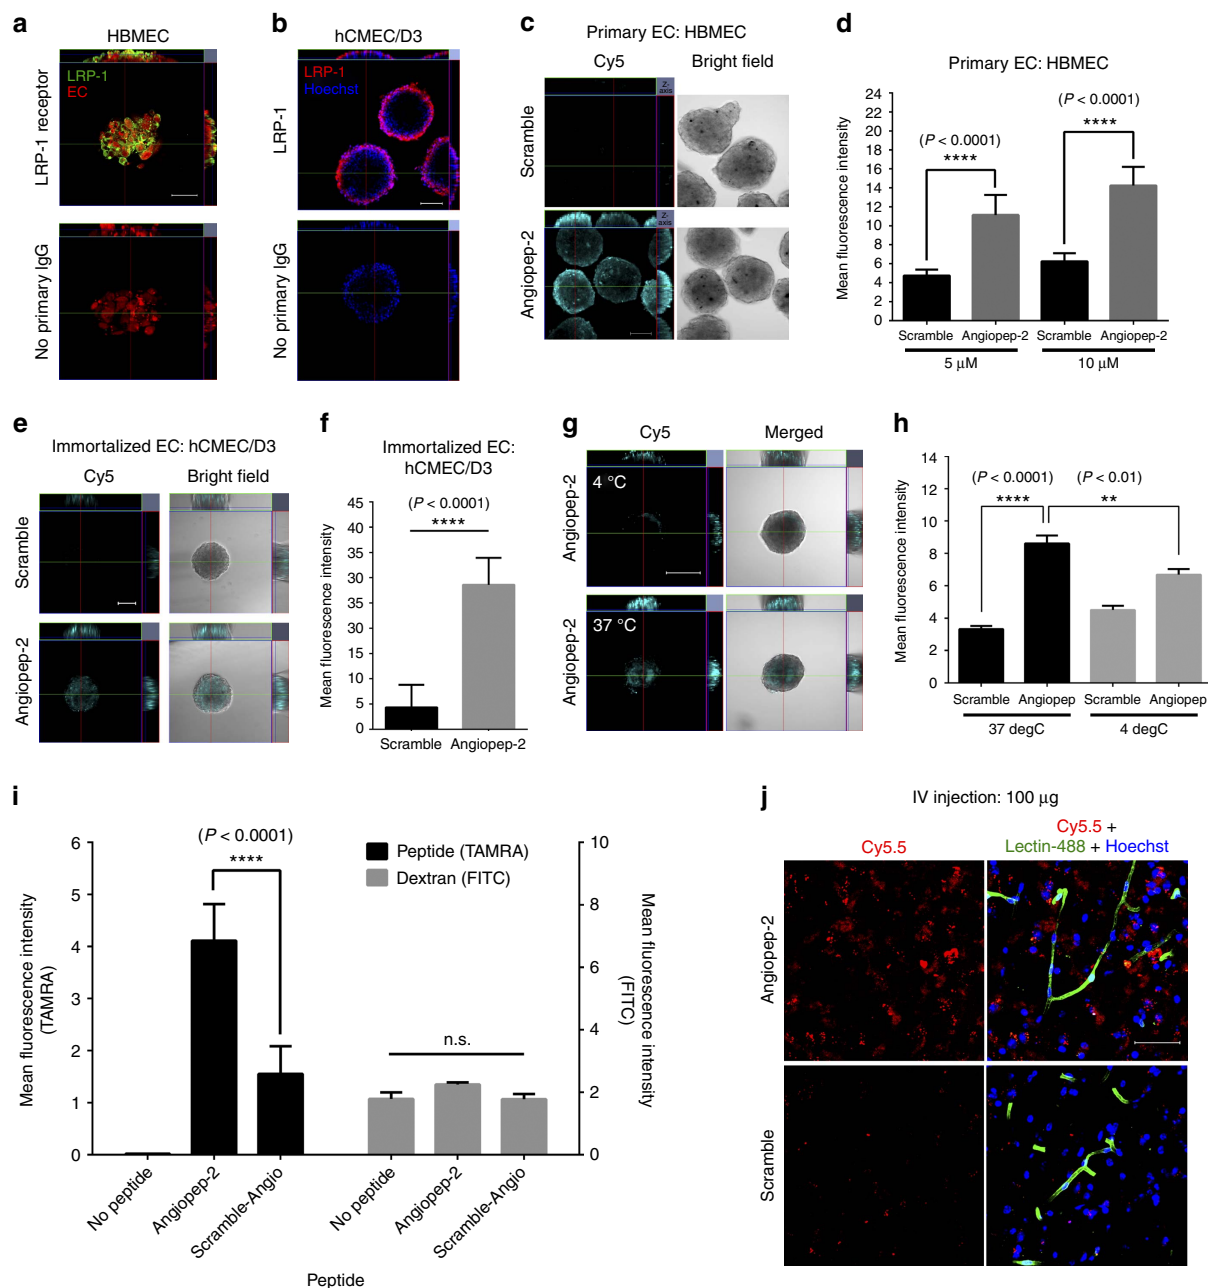 a
HBMEC
LRP-1
EC
LRP-1 receptor
No primary IgG
b
hCMEC/D3
LRP-1
Hoechst
LRP-1
No primary IgG
c
Primary EC: HBMEC
Cy5
Bright field
Z-
axis
Scramble
Z-
axis
Angiopep-2
d
Primary EC: HBMEC
Mean fluorescence intensity
24
22
20
18
16
14
12
10
8
6
4
2
0
(P < 0.0001)
****
(P < 0.0001)
****
Scramble
Angiopep-2
Scramble
Angiopep-2
5 μM
10 μM
e
Immortalized EC: hCMEC/D3
Cy5
Bright field
Scramble
Angiopep-2
f
Immortalized EC:
hCMEC/D3
Mean fluorescence intensity
45
40
35
30
35
20
15
10
5
0
(P < 0.0001)
****
Scramble
Angiopep-2
g
Cy5
Merged
Angiopep-2
4 °C
Angiopep-2
37 °C
h
Mean fluorescence intensity
14
12
10
8
6
4
2
0
(P < 0.0001)
****
(P < 0.01)
**
Scramble
Angiopep
Scramble
Angiopep
37 degC
4 degC
i
Mean fluorescence intensity
(TAMRA)
6
5
4
3
2
1
0
(P < 0.0001)
****
Peptide (TAMRA)
Dextran (FITC)
n.s.
10
8
6
4
2
0
Mean fluorescence intensity
(FITC)
No peptide
Angiopep-2
Scramble-Angio
No peptide
Angiopep-2
Scramble-Angio
Peptide
j
IV injection: 100 μg
Cy5.5
Cy5.5 +
Lectin-488 + Hoechst
Angiopep-2
Scramble